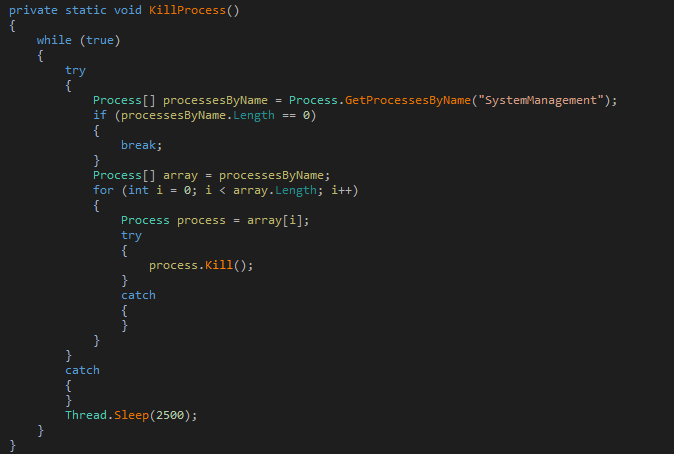 private static void KillProcess()
{
    while (true)
    {
        try
        {
            Process[] processesByName = Process.GetProcessesByName("SystemManagement");
            if (processesByName.Length == 0)
            {
                break;
            }
            Process[] array = processesByName;
            for (int i = 0; i < array.Length; i++)
            {
                Process process = array[i];
                try
                {
                    process.Kill();
                }
                catch
                {
                }
            }
        }
        catch
        {
        }
        Thread.Sleep(2500);
    }
}